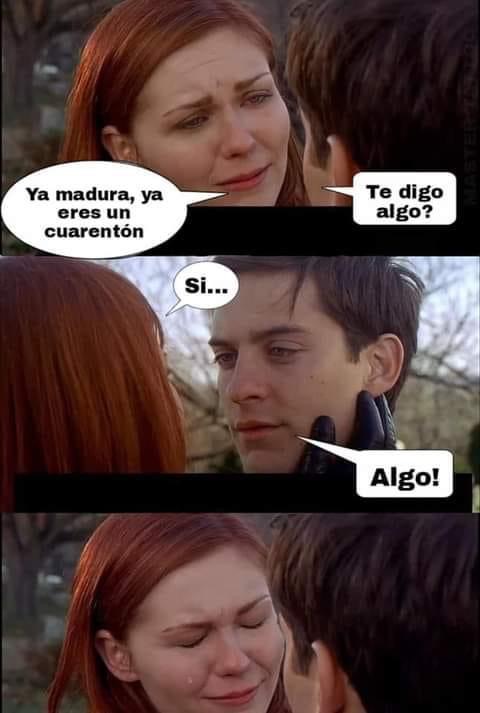 Ya madura, ya
eres un
cuarentón
Te digo
algo?
Si...
Algo!